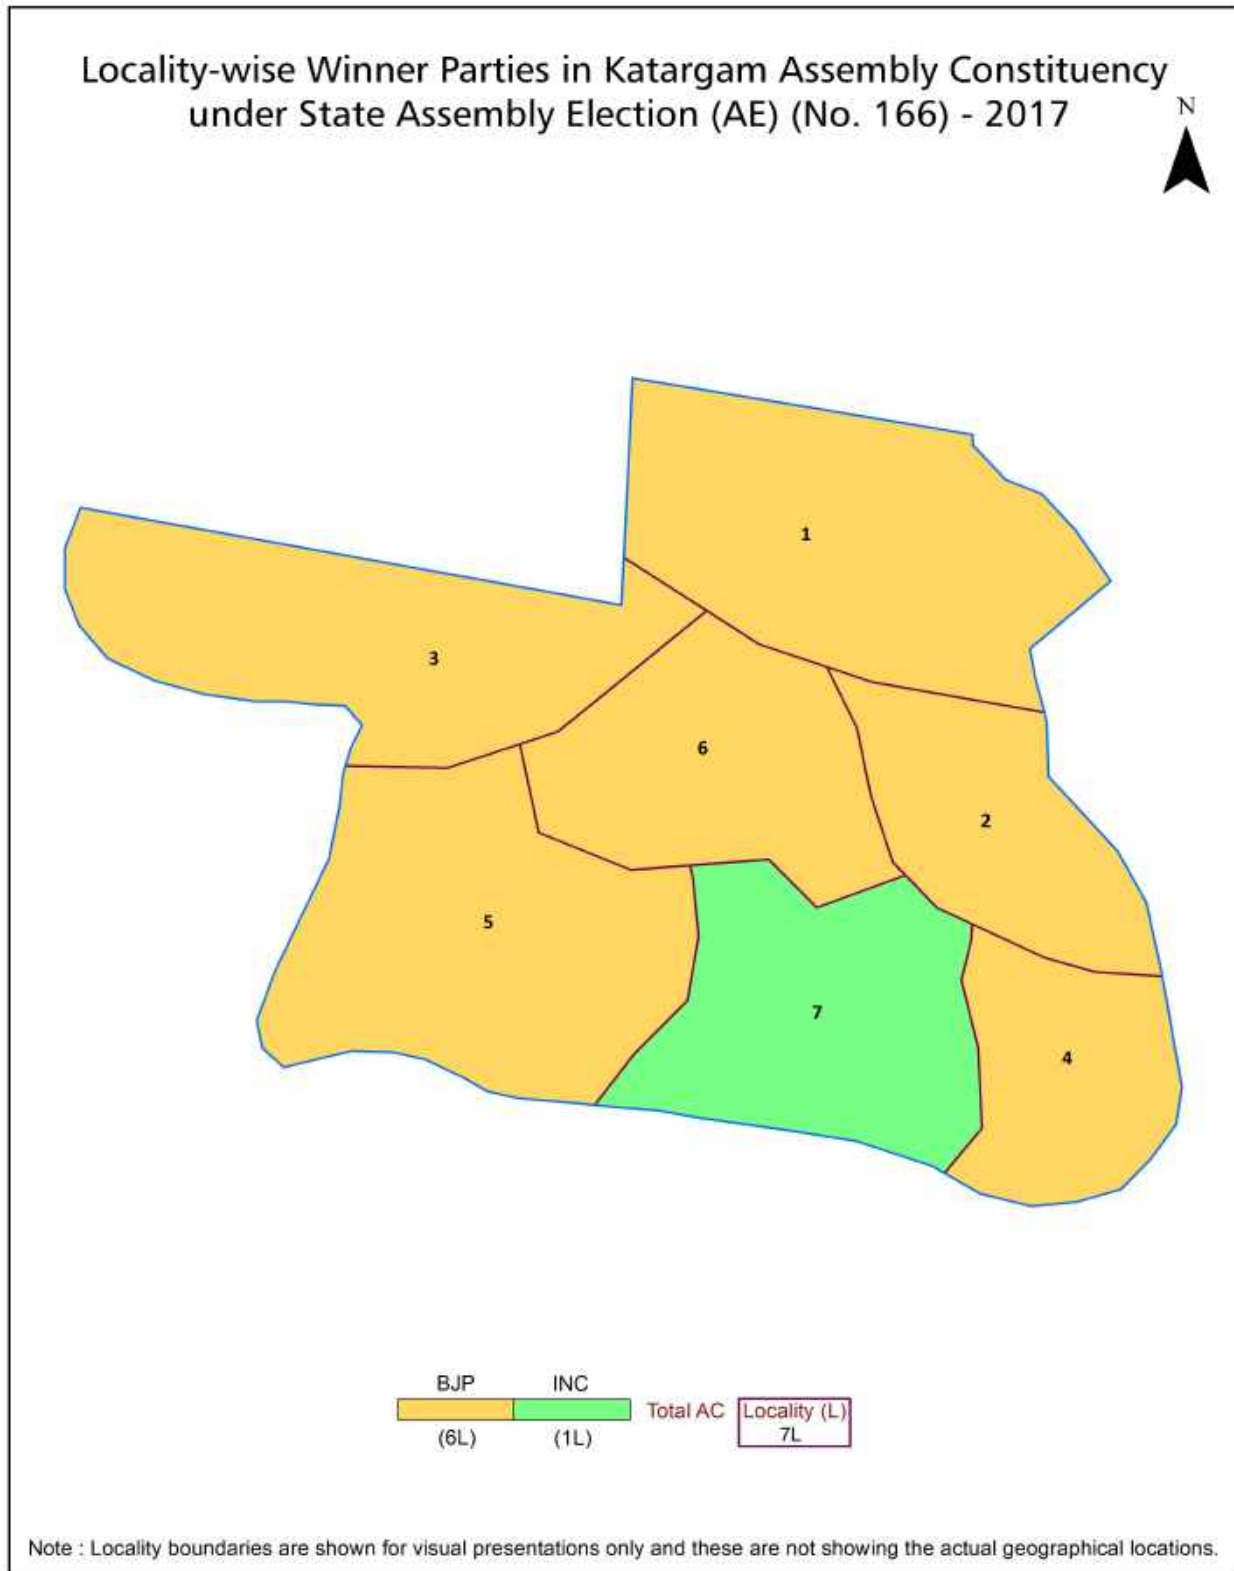 Locality-wise Winner Parties in Katargam Assembly Constituency
under State Assembly Election (AE) (No. 166) - 2017
N
1
3
6
2
5
7
4
BJP INC
Total AC Locality (L)
(6L) (1L) 7L
Note : Locality boundaries are shown for visual presentations only and these are not showing the actual geographical locations.